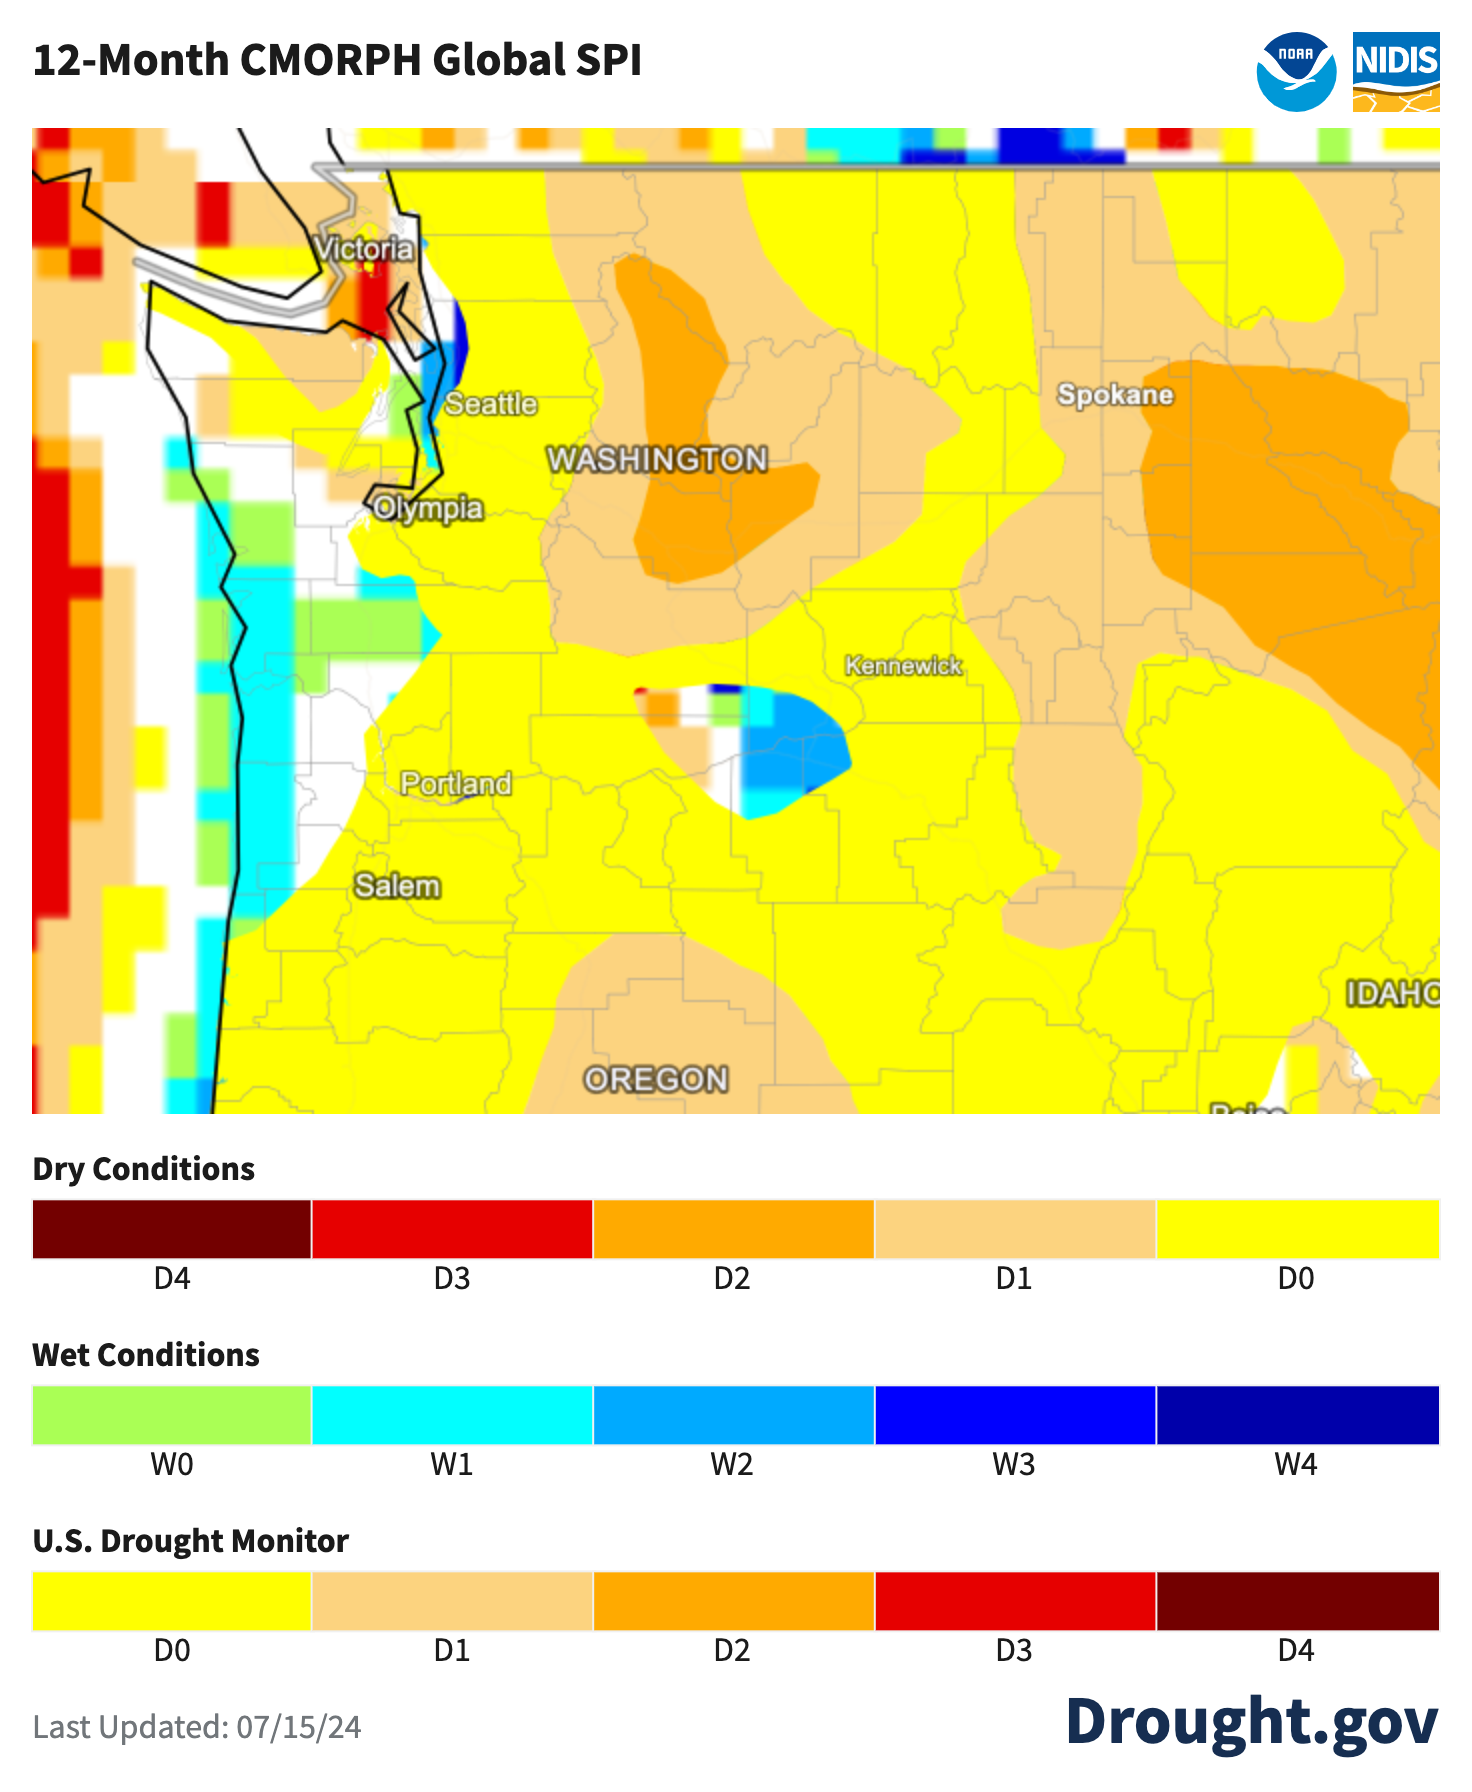 12-Month CMORPH Global SPI
NOAA
NIDIS
Victoria
Spokane
Seattle
WASHINGTON
Olympia
Kennewick
Portland
Salem
IDAHO
OREGON
Dry Conditions
D4 D3 D2 D1 D0
Wet Conditions
W0 W1 W2 W3 W4
U.S. Drought Monitor
D0 D1 D2 D3 D4
Last Updated: 07/15/24
Drought.gov